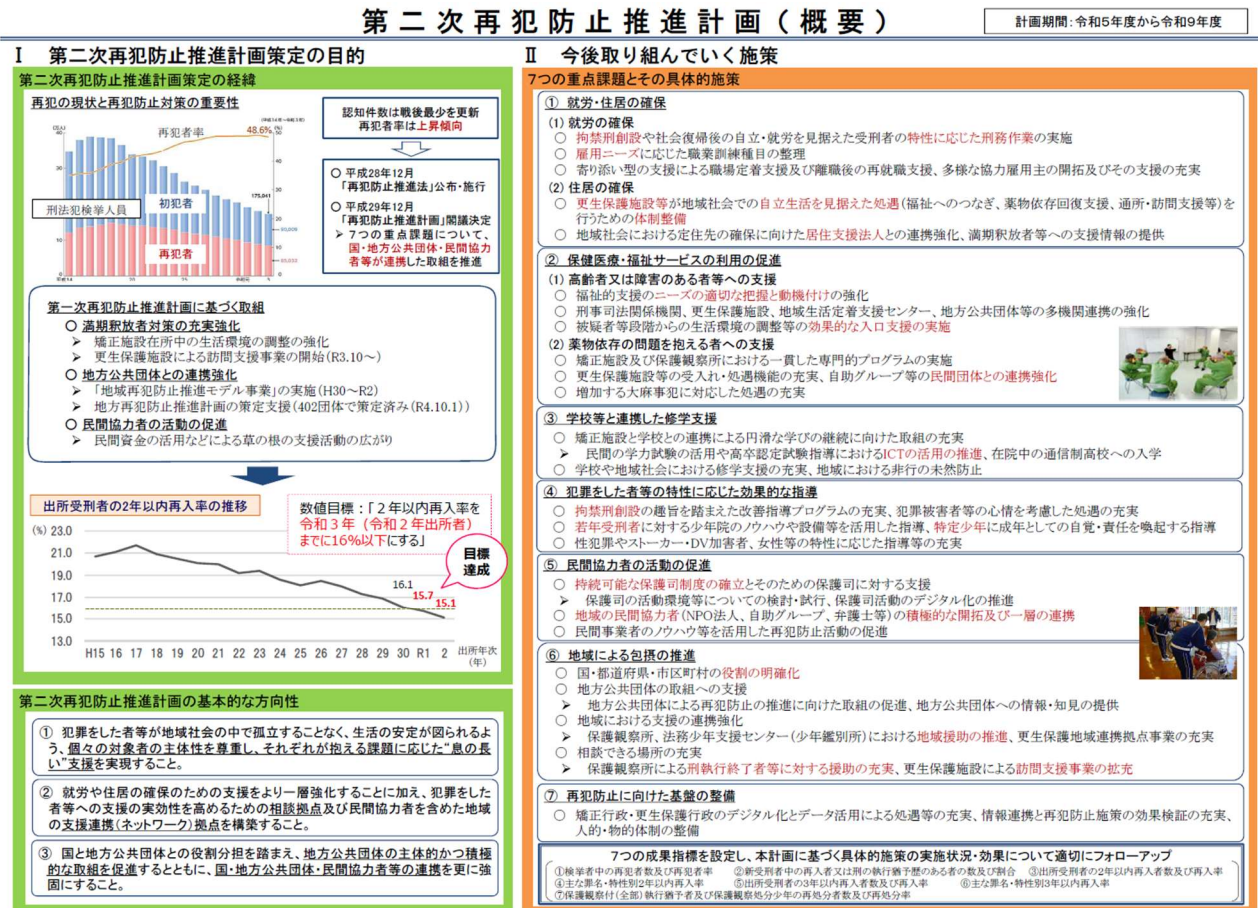 第二次再犯防止推進計画(概要)
計画期間:令和5年度から令和9年度
Ⅰ 第二次再犯防止推進計画策定の目的
第二次再犯防止推進計画策定の経緯
再犯の現状と再犯防止対策の重要性
(万人)
(平成14年~令和3年)
(%)
再犯者率
48.6%
175,041
刑法犯検挙人員
初犯者
再犯者
認知件数は戦後最少を更新
再犯者率は上昇傾向
○ 平成28年12月
「再犯防止推進法」公布・施行
○ 平成29年12月
「再犯防止推進計画」閣議決定
➢ 7つの重点課題について、
国・地方公共団体・民間協力
者等が連携した取組を推進
第一次再犯防止推進計画に基づく取組
○ 満期釈放者対策の充実強化
➢ 矯正施設在所中の生活環境の調整の強化
➢ 更生保護施設による訪問支援事業の開始(R3.10~)
○ 地方公共団体との連携強化
➢ 「地域再犯防止推進モデル事業」の実施(H30~R2)
➢ 地方再犯防止推進計画の策定支援(402団体で策定済み(R4.10.1))
○ 民間協力者の活動の促進
➢ 民間資金の活用などによる草の根の支援活動の広がり
出所受刑者の2年以内再入率の推移
数値目標:「2年以内再入率を
令和3年(令和2年出所者)
までに16%以下にする」
目標
達成
(%)
23.0
21.0
19.0
17.0
15.0
13.0
16.1
15.7
15.1
H15 16 17 18 19 20 21 22 23 24 25 26 27 28 29 30 R1 2
出所年次
(年)
第二次再犯防止推進計画の基本的な方向性
① 犯罪をした者等が地域社会の中で孤立することなく、生活の安定が図られるよ
う、個々の対象者の主体性を尊重し、それぞれが抱える課題に応じた“息の長
い”支援を実現すること。
② 就労や住居の確保のための支援をより一層強化することに加え、犯罪をした
者等への支援の実効性を高めるための相談拠点及び民間協力者を含めた地域
の支援連携(ネットワーク)拠点を構築すること。
③ 国と地方公共団体との役割分担を踏まえ、地方公共団体の主体的かつ積極
的な取組を促進するとともに、国・地方公共団体・民間協力者等の連携を更に強
固にすること。
Ⅱ 今後取り組んでいく施策
7つの重点課題とその具体的施策
① 就労・住居の確保
(1) 就労の確保
○ 拘禁刑創設や社会復帰後の自立・就労を見据えた受刑者の特性に応じた刑務作業の実施
○ 雇用ニーズに応じた職業訓練種目の整理
○ 寄り添い型の支援による職場定着支援及び離職後の再就職支援、多様な協力雇用主の開拓及びその支援の充実
(2) 住居の確保
○ 更生保護施設等が地域社会での自立生活を見据えた処遇(福祉へのつなぎ、薬物依存回復支援、通所・訪問支援等)を
行うための体制整備
○ 地域社会における定住先の確保に向けた居住支援法人との連携強化、満期釈放者等への支援情報の提供
② 保健医療・福祉サービスの利用の促進
(1) 高齢者又は障害のある者等への支援
○ 福祉的支援のニーズの適切な把握と動機付けの強化
○ 刑事司法関係機関、更生保護施設、地域生活定着支援センター、地方公共団体等の多機関連携の強化
○ 被疑者等段階からの生活環境の調整等の効果的な入口支援の実施
(2) 薬物依存の問題を抱える者への支援
○ 矯正施設及び保護観察所における一貫した専門的プログラムの実施
○ 更生保護施設等の受入れ・処遇機能の充実、自助グループ等の民間団体との連携強化
○ 増加する大麻事犯に対応した処遇の充実
③ 学校等と連携した修学支援
○ 矯正施設と学校との連携による円滑な学びの継続に向けた取組の充実
➢ 民間の学力試験の活用や高卒認定試験指導におけるICTの活用の推進、在院中の通信制高校への入学
○ 学校や地域社会における修学支援の充実、地域における非行の未然防止
④ 犯罪をした者等の特性に応じた効果的な指導
○ 拘禁刑創設の趣旨を踏まえた改善指導プログラムの充実、犯罪被害者等の心情を考慮した処遇の充実
○ 若年受刑者に対する少年院のノウハウや設備等を活用した指導、特定少年に成年としての自覚・責任を喚起する指導
○ 性犯罪やストーカー・DV加害者、女性等の特性に応じた指導等の充実
⑤ 民間協力者の活動の促進
○ 持続可能な保護司制度の確立とそのための保護司に対する支援
➢ 保護司の活動環境等についての検討・試行、保護司活動のデジタル化の推進
○ 地域の民間協力者(NPO法人、自助グループ、弁護士等)の積極的な開拓及び一層の連携
○ 民間事業者のノウハウ等を活用した再犯防止活動の促進
⑥ 地域による包摂の推進
○ 国・都道府県・市区町村の役割の明確化
○ 地方公共団体の取組への支援
➢ 地方公共団体による再犯防止の推進に向けた取組の促進、地方公共団体への情報・知見の提供
○ 地域における支援の連携強化
➢ 保護観察所、法務少年支援センター(少年鑑別所)における地域援助の推進、更生保護地域連携拠点事業の充実
○ 相談できる場所の充実
➢ 保護観察所による刑執行終了者等に対する援助の充実、更生保護施設による訪問支援事業の拡充
⑦ 再犯防止に向けた基盤の整備
○ 矯正行政・更生保護行政のデジタル化とデータ活用による処遇等の充実、情報連携と再犯防止施策の効果検証の充実、
人的・物的体制の整備
7つの成果指標を設定し、本計画に基づく具体的施策の実施状況・効果について適切にフォローアップ
①検挙者中の再犯者数及び再犯者率 ②新受刑者中の再入者又は刑の執行猶予歴のある者の数及び割合 ③出所受刑者の2年以内再入者数及び再入率
④主な罪名・特性別2年以内再入率 ⑤出所受刑者の3年以内再入者数及び再入率 ⑥主な罪名・特性別3年以内再入率
⑦保護観察付(全部)執行猶予者及び保護観察処分少年の再処分者数及び再処分率